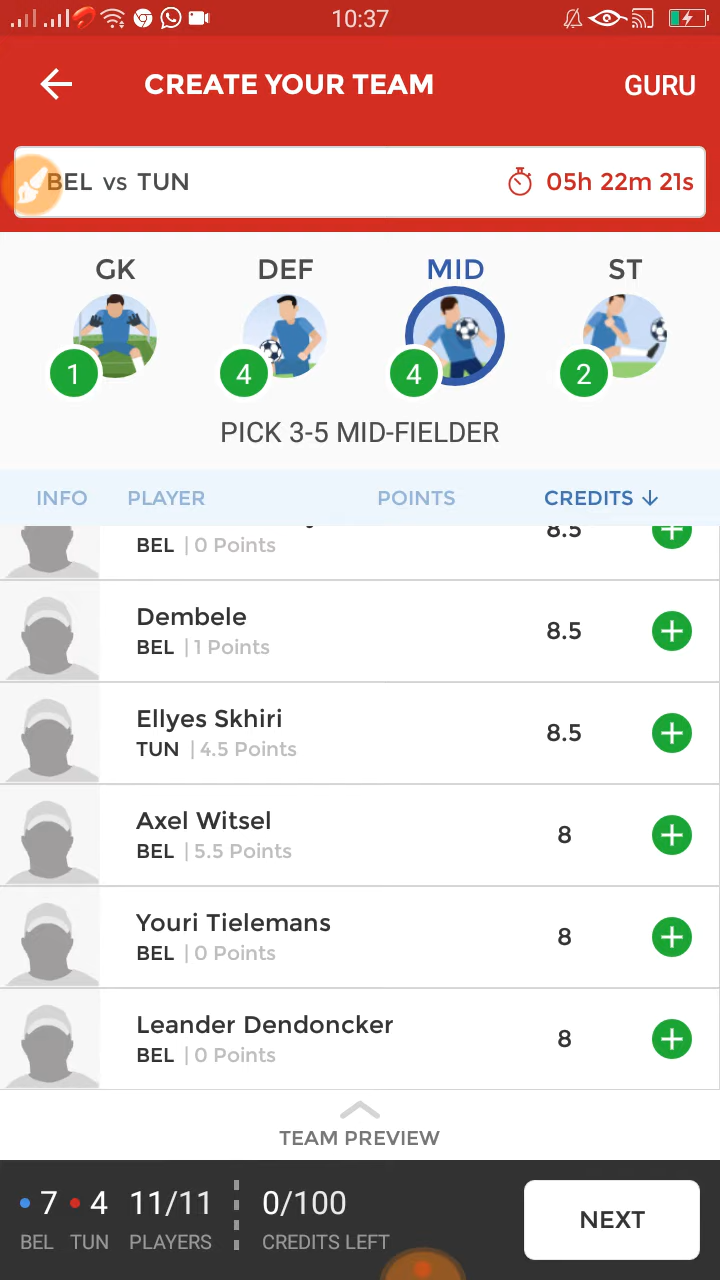 10:37
CREATE YOUR TEAM
GURU
BEL vs TUN
05h 22m 21s
GK DEF MID ST
1 4 4 2
PICK 3-5 MID-FIELDER
INFO PLAYER POINTS CREDITS
BEL | 0 Points 8.5
Dembele
BEL | 1 Points 8.5
Ellyes Skhiri
TUN | 4.5 Points 8.5
Axel Witsel
BEL | 5.5 Points 8
Youri Tielemans
BEL | 0 Points 8
Leander Dendoncker
BEL | 0 Points 8
TEAM PREVIEW
7 4 11/11 0/100
BEL TUN PLAYERS CREDITS LEFT
NEXT